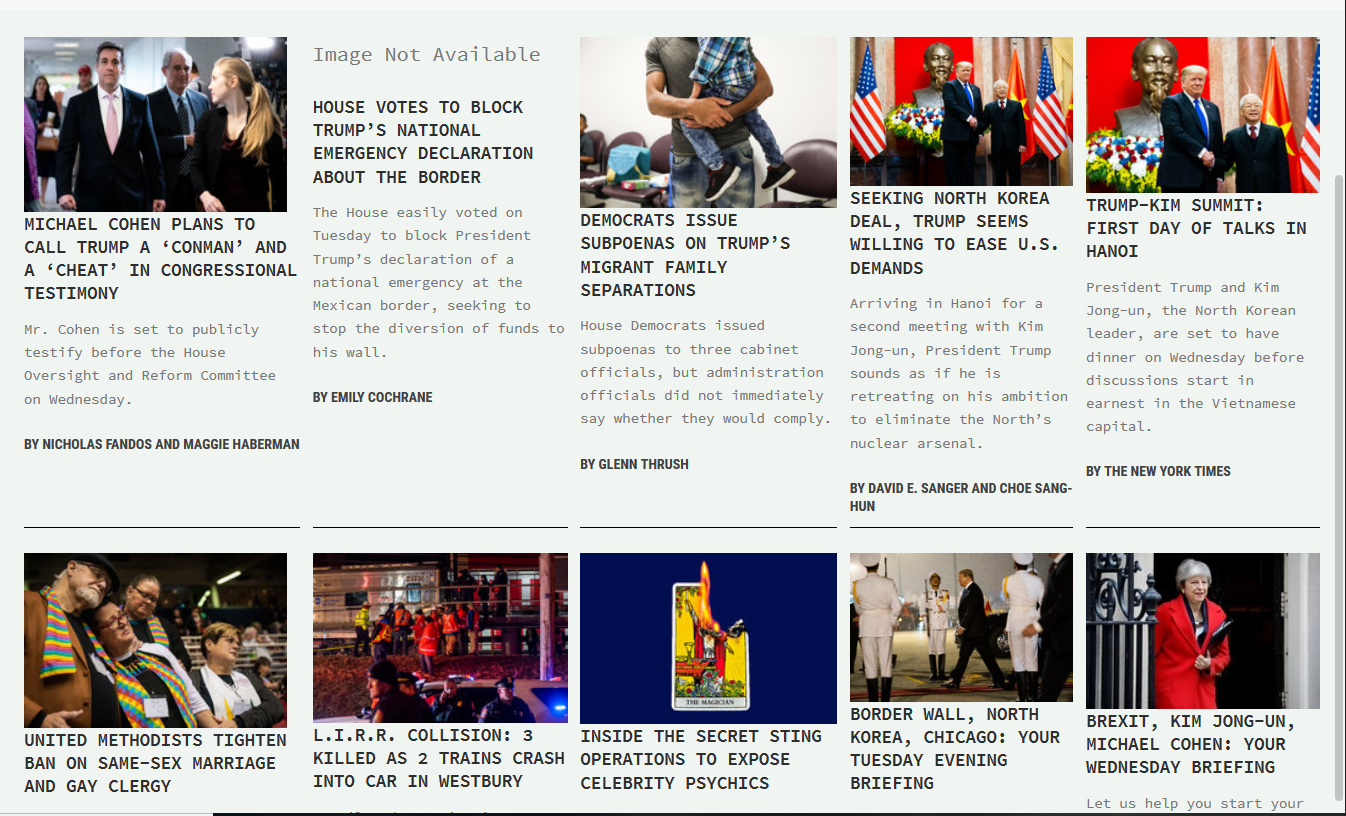 MICHAEL COHEN PLANS TO
CALL TRUMP A ‘CONMAN’ AND
A ‘CHEAT’ IN CONGRESSIONAL
TESTIMONY
Mr. Cohen is set to publicly
testify before the House
Oversight and Reform Committee
on Wednesday.
BY NICHOLAS FANDOS AND MAGGIE HABERMAN
Image Not Available
HOUSE VOTES TO BLOCK
TRUMP’S NATIONAL
EMERGENCY DECLARATION
ABOUT THE BORDER
The House easily voted on
Tuesday to block President
Trump’s declaration of a
national emergency at the
Mexican border, seeking to
stop the diversion of funds to
his wall.
BY EMILY COCHRANE
DEMOCRATS ISSUE
SUBPOENAS ON TRUMP’S
MIGRANT FAMILY
SEPARATIONS
House Democrats issued
subpoenas to three cabinet
officials, but administration
officials did not immediately
say whether they would comply.
BY GLENN THRUSH
SEEKING NORTH KOREA
DEAL, TRUMP SEEMS
WILLING TO EASE U.S.
DEMANDS
Arriving in Hanoi for a
second meeting with Kim
Jong-un, President Trump
sounds as if he is
retreating on his ambition
to eliminate the North’s
nuclear arsenal.
BY DAVID E. SANGER AND CHOE SANG-
HUN
TRUMP-KIM SUMMIT:
FIRST DAY OF TALKS IN
HANOI
President Trump and Kim
Jong-un, the North Korean
leader, are set to have
dinner on Wednesday before
discussions start in
earnest in the Vietnamese
capital.
BY THE NEW YORK TIMES
UNITED METHODISTS TIGHTEN
BAN ON SAME-SEX MARRIAGE
AND GAY CLERGY
L.I.R.R. COLLISION: 3
KILLED AS 2 TRAINS CRASH
INTO CAR IN WESTBURY
THE MAGICIAN
INSIDE THE SECRET STING
OPERATIONS TO EXPOSE
CELEBRITY PSYCHICS
BORDER WALL, NORTH
KOREA, CHICAGO: YOUR
TUESDAY EVENING
BRIEFING
BREXIT, KIM JONG-UN,
MICHAEL COHEN: YOUR
WEDNESDAY BRIEFING
Let us help you start your